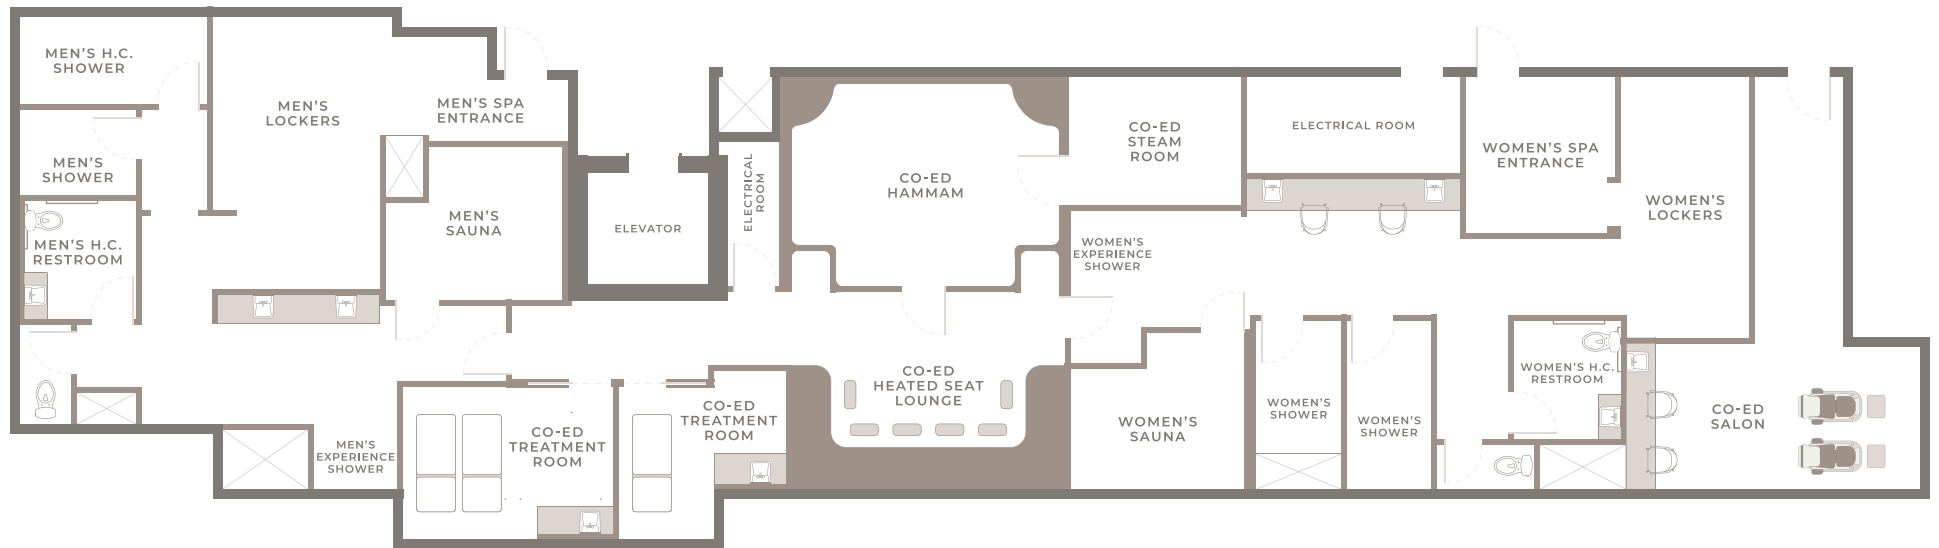 MEN'S H.C.
SHOWER
MEN'S
LOCKERS
MEN'S SPA
ENTRANCE
MEN'S
SHOWER
MEN'S H.C.
RESTROOM
MEN'S
SAUNA
ELEVATOR
ELECTRICAL
ROOM
CO-ED
HAMMAM
CO-ED
STEAM
ROOM
ELECTRICAL ROOM
WOMEN'S SPA
ENTRANCE
WOMEN'S
LOCKERS
WOMEN'S
EXPERIENCE
SHOWER
MEN'S
EXPERIENCE
SHOWER
CO-ED
TREATMENT
ROOM
CO-ED
TREATMENT
ROOM
CO-ED
HEATED SEAT
LOUNGE
WOMEN'S
SAUNA
WOMEN'S
SHOWER
WOMEN'S
SHOWER
WOMEN'S H.C.
RESTROOM
CO-ED
SALON